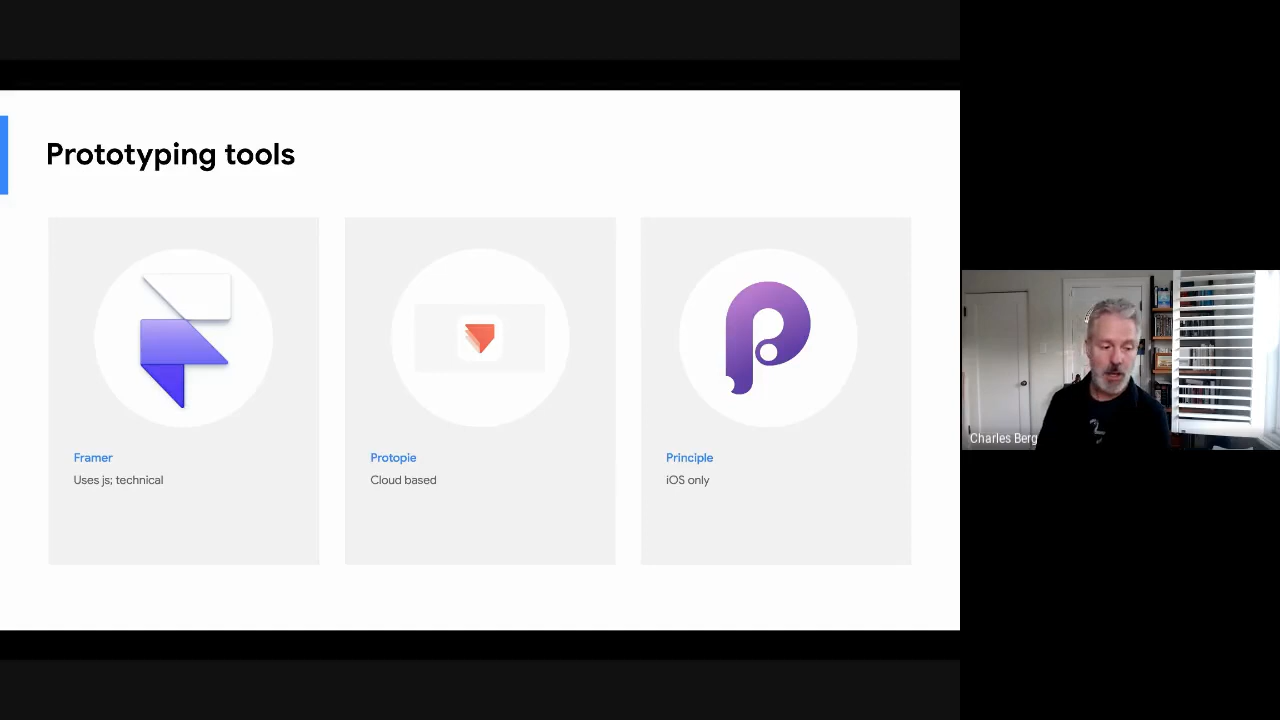 Prototyping tools
Framer
Uses js; technical
Protopie
Cloud based
Principle
iOS only
Charles Berg